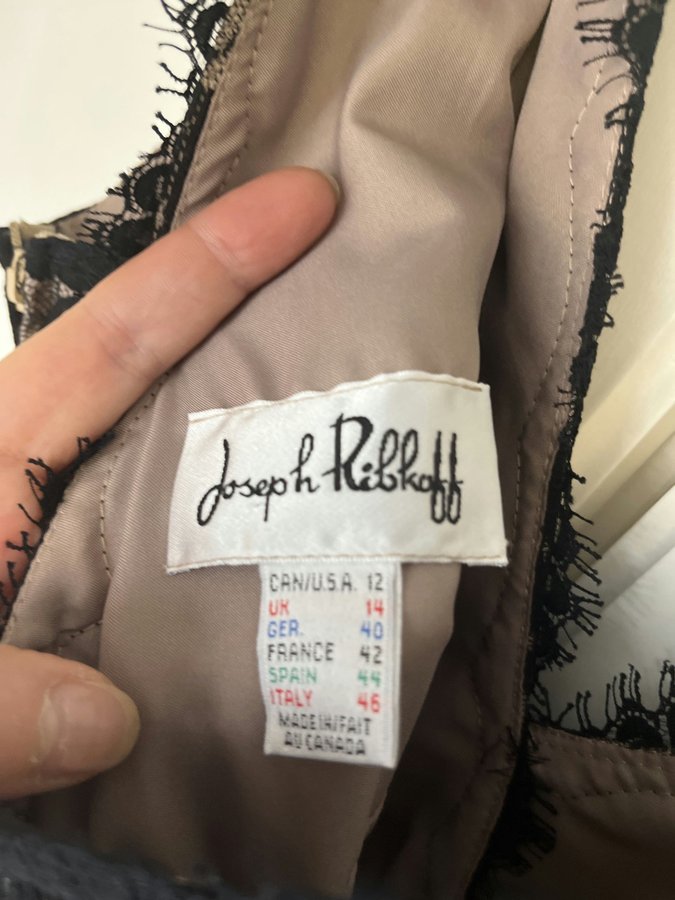 Joseph Ribkoff
CAN/U.S.A. 12
UK 14
GER. 40
FRANCE 42
SPAIN 44
ITALY 46
MADE IN/FAIT
AU CANADA